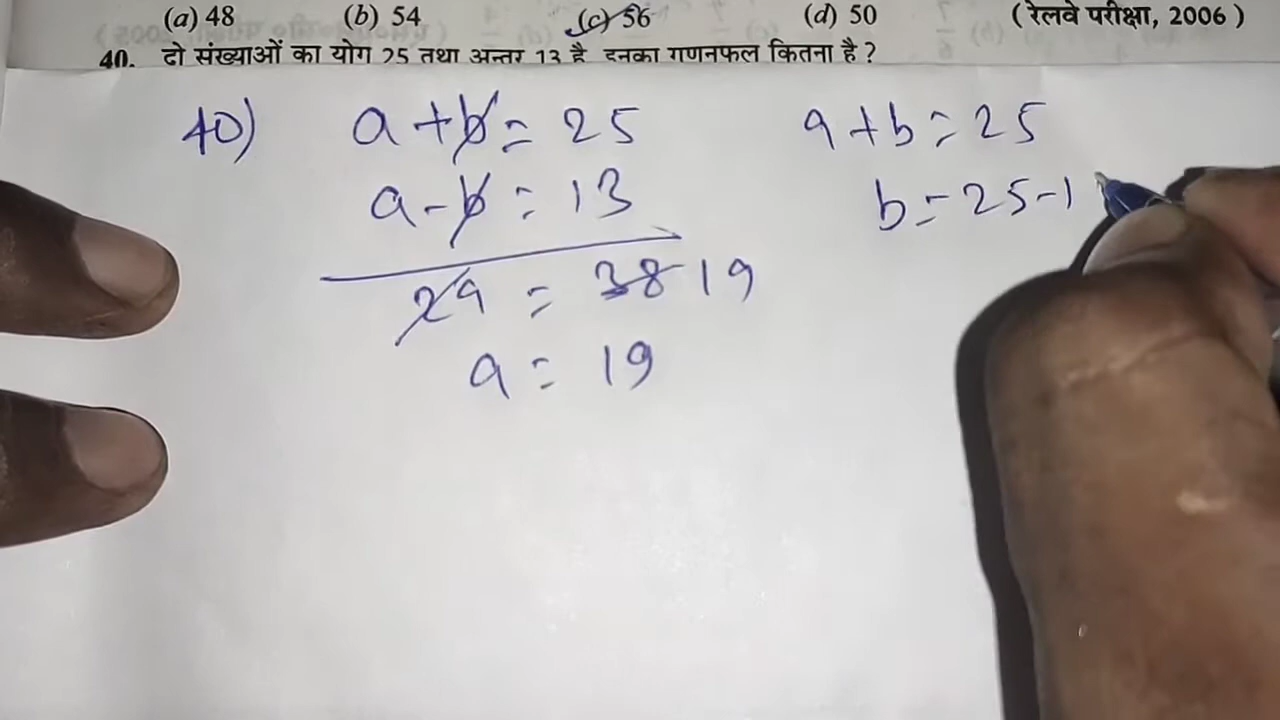 (a) 48 (b) 54 (c) 56 (d) 50 (रेलवे परीक्षा, 2006)
40. दो संख्याओं का योग 25 तथा अन्तर 13 है इनका गुणनफल कितना है ?
40) a + b = 25
a - b = 13
2a = 38 19
a = 19
a + b = 25
b = 25 - 1